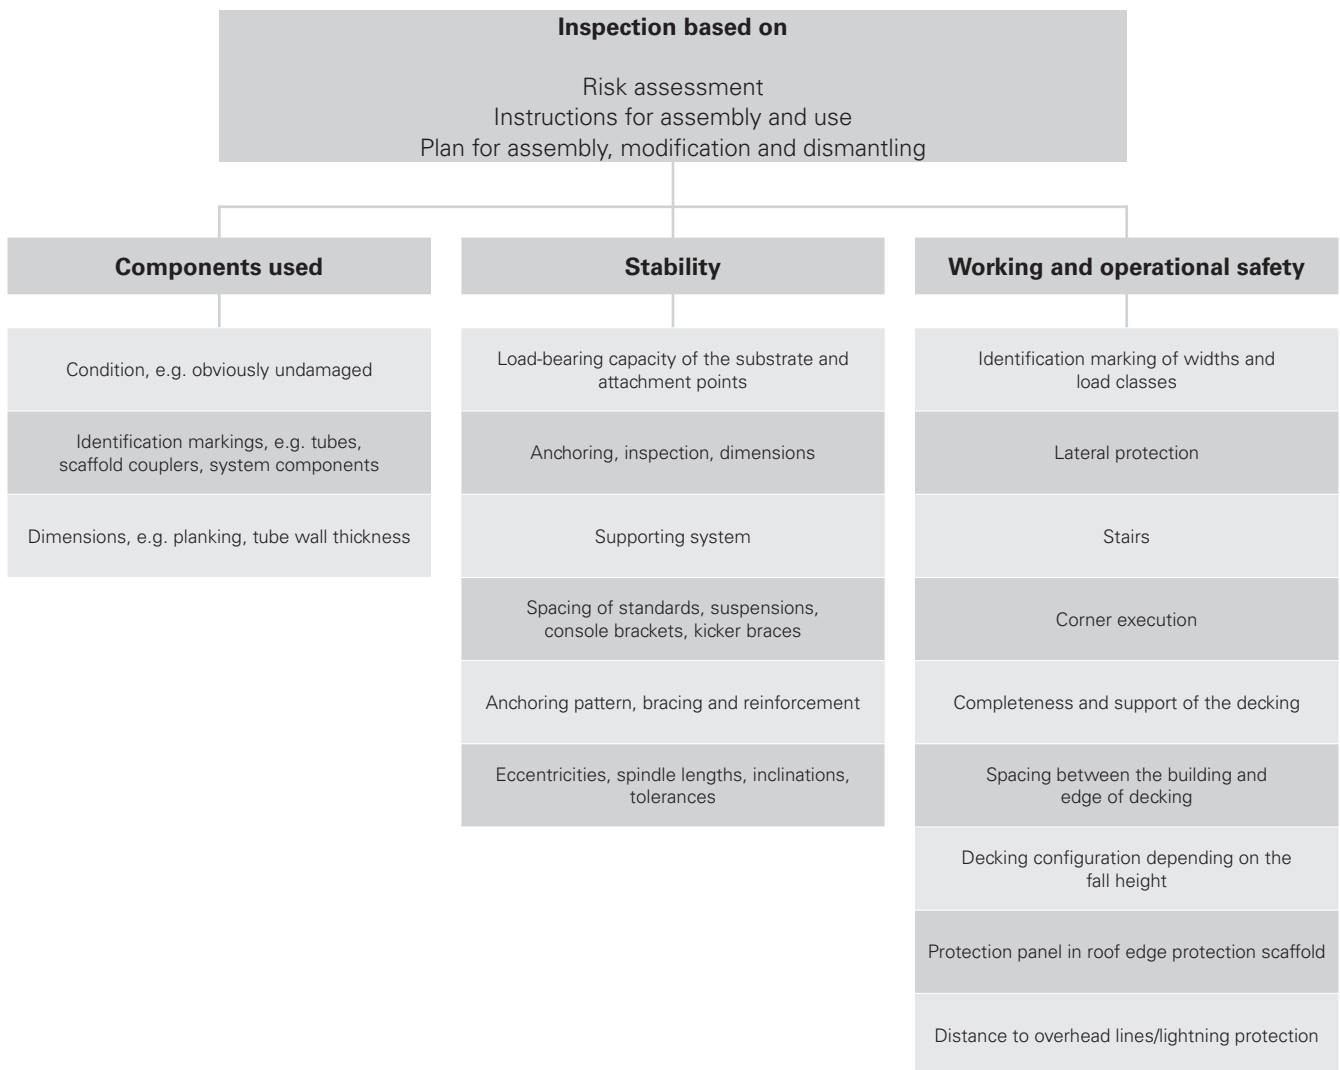 Inspection based on
Risk assessment
Instructions for assembly and use
Plan for assembly, modification and dismantling
Components used
Condition, e.g. obviously undamaged
Identification markings, e.g. tubes,
scaffold couplers, system components
Dimensions, e.g. planking, tube wall thickness
Stability
Load-bearing capacity of the substrate and
attachment points
Anchoring, inspection, dimensions
Supporting system
Spacing of standards, suspensions,
console brackets, kicker braces
Anchoring pattern, bracing and reinforcement
Eccentricities, spindle lengths, inclinations,
tolerances
Working and operational safety
Identification marking of widths and
load classes
Lateral protection
Stairs
Corner execution
Completeness and support of the decking
Spacing between the building and
edge of decking
Decking configuration depending on the
fall height
Protection panel in roof edge protection scaffold
Distance to overhead lines/lightning protection